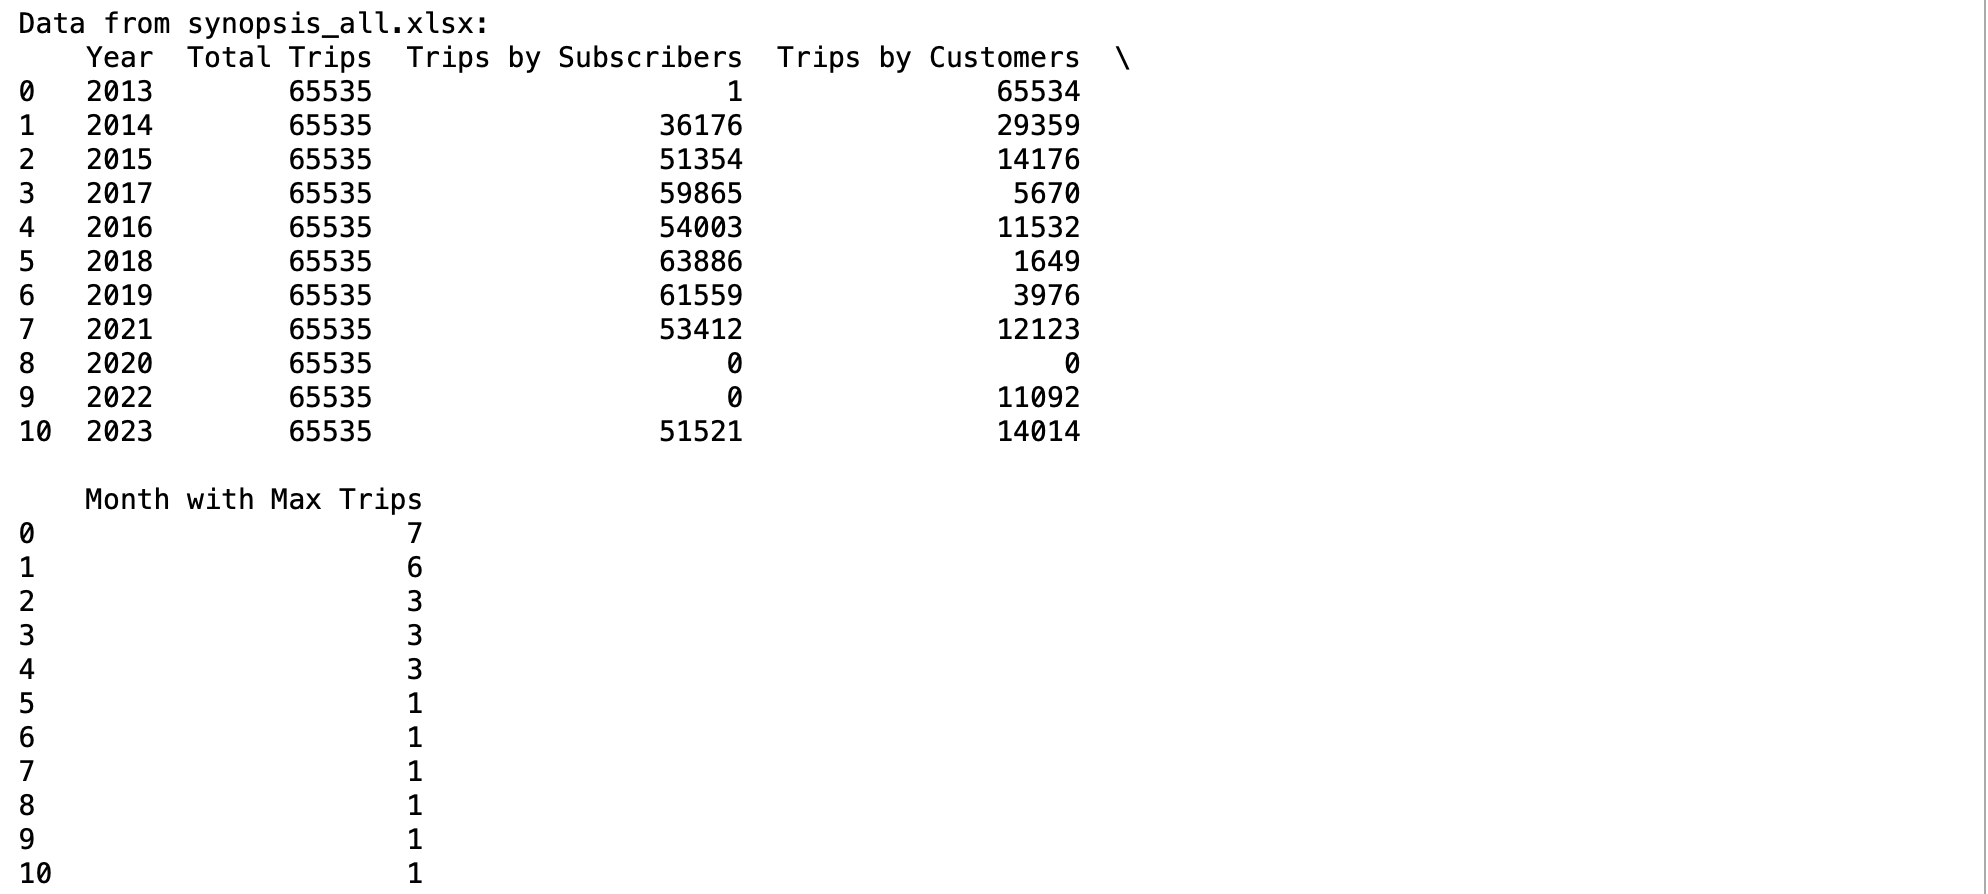 Data from synopsis_all.xlsx:
    Year  Total Trips  Trips by Subscribers  Trips by Customers  \
0   2013        65535                     1               65534
1   2014        65535                 36176               29359
2   2015        65535                 51354               14176
3   2017        65535                 59865                5670
4   2016        65535                 54003               11532
5   2018        65535                 63886                1649
6   2019        65535                 61559                3976
7   2021        65535                 53412               12123
8   2020        65535                     0                   0
9   2022        65535                     0               11092
10  2023        65535                 51521               14014

    Month with Max Trips
0                      7
1                      6
2                      3
3                      3
4                      3
5                      1
6                      1
7                      1
8                      1
9                      1
10                     1